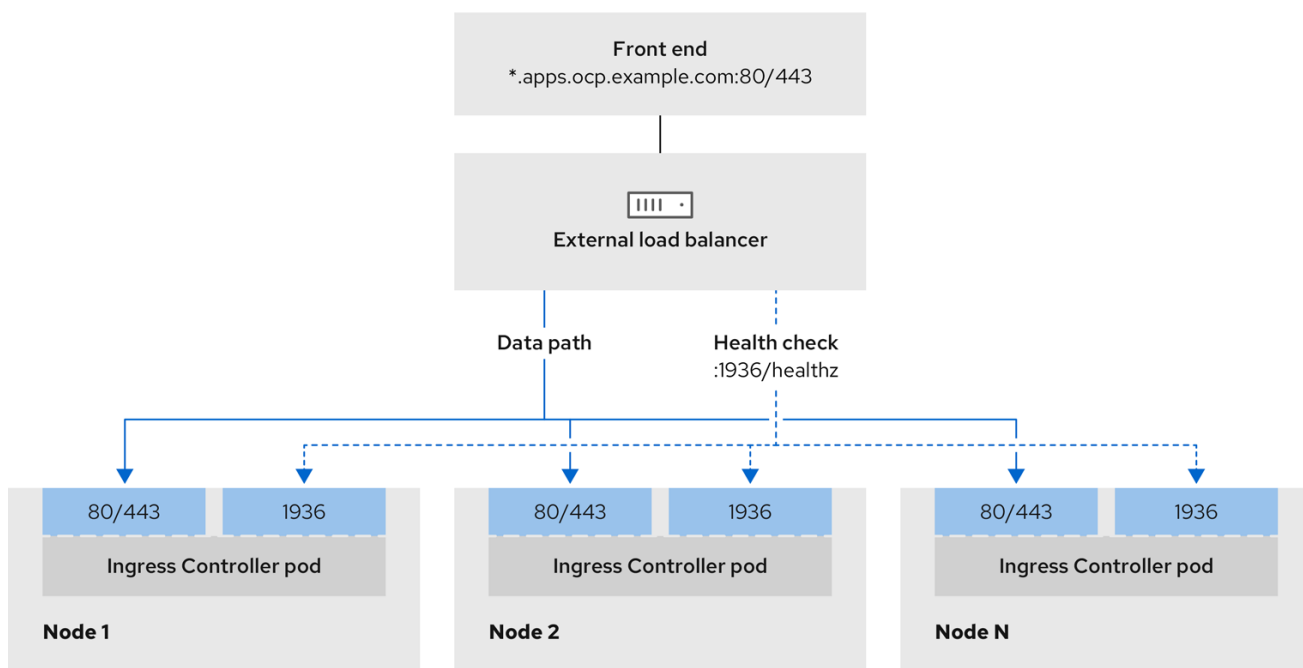 Front end
*.apps.ocp.example.com:80/443
External load balancer
Data path
Health check
:1936/healthz
80/443
1936
80/443
1936
80/443
1936
Ingress Controller pod
Ingress Controller pod
Ingress Controller pod
Node 1
Node 2
Node N